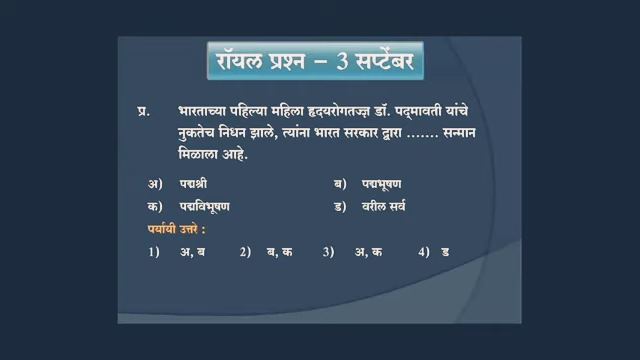 रॉयल प्रश्न – 3 सप्टेंबर
प्र. भारताच्या पहिल्या महिला हृदयरोगतज्ज्ञ डॉ. पद्मावती यांचे
नुकतेच निधन झाले, त्यांना भारत सरकार द्वारा ....... सन्मान
मिळाला आहे.
अ) पद्मश्री ब) पद्मभूषण
क) पद्मविभूषण ड) वरील सर्व
पर्यायी उत्तरे :
1) अ, ब 2) ब, क 3) अ, क 4) ड